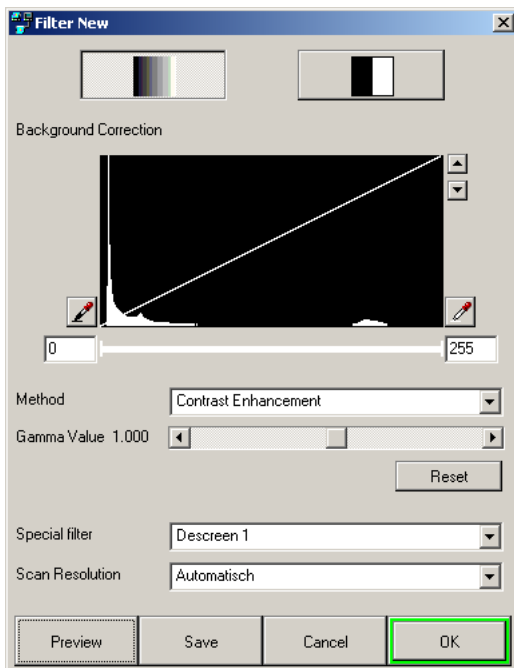 Filter New
Background Correction
0 255
Method Contrast Enhancement
Gamma Value 1.000
Reset
Special filter Descreen 1
Scan Resolution Automatisch
Preview Save Cancel OK